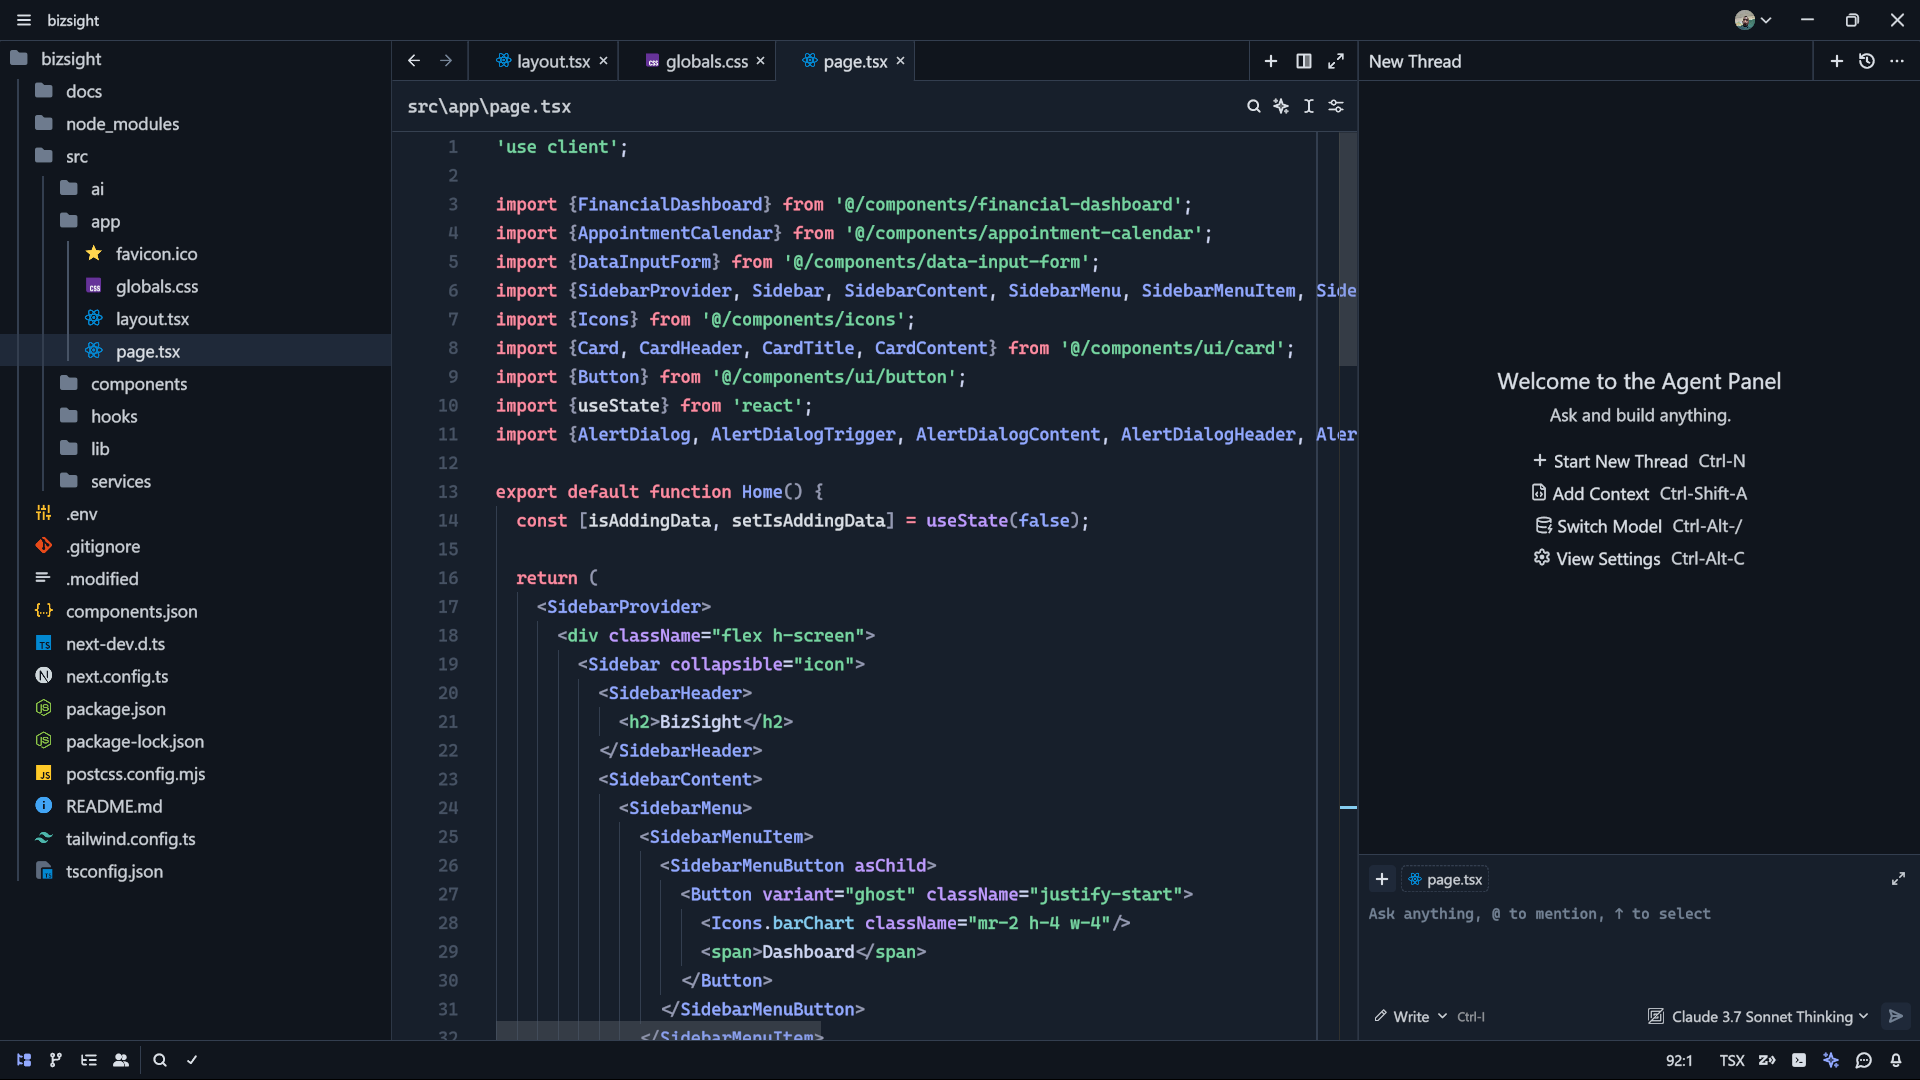 bizsight
bizsight
docs
node_modules
src
ai
app
favicon.ico
globals.css
layout.tsx
page.tsx
components
hooks
lib
services
.env
.gitignore
.modified
components.json
next-dev.d.ts
next.config.ts
package.json
package-lock.json
postcss.config.mjs
README.md
tailwind.config.ts
tsconfig.json
layout.tsx
globals.css
page.tsx
src\app\page.tsx
1 'use client';
2
3 import {FinancialDashboard} from '@/components/financial-dashboard';
4 import {AppointmentCalendar} from '@/components/appointment-calendar';
5 import {DataInputForm} from '@/components/data-input-form';
6 import {SidebarProvider, Sidebar, SidebarContent, SidebarMenu, SidebarMenuItem, Side
7 import {Icons} from '@/components/icons';
8 import {Card, CardHeader, CardTitle, CardContent} from '@/components/ui/card';
9 import {Button} from '@/components/ui/button';
10 import {useState} from 'react';
11 import {AlertDialog, AlertDialogTrigger, AlertDialogContent, AlertDialogHeader, Aler
12
13 export default function Home() {
14 const [isAddingData, setIsAddingData] = useState(false);
15
16 return (
17 <SidebarProvider>
18 <div className="flex h-screen">
19 <Sidebar collapsible="icon">
20 <SidebarHeader>
21 <h2>BizSight</h2>
22 </SidebarHeader>
23 <SidebarContent>
24 <SidebarMenu>
25 <SidebarMenuItem>
26 <SidebarMenuButton asChild>
27 <Button variant="ghost" className="justify-start">
28 <Icons.barChart className="mr-2 h-4 w-4"/>
29 <span>Dashboard</span>
30 </Button>
31 </SidebarMenuButton>
32 </SidebarMenuItem>
New Thread
Welcome to the Agent Panel
Ask and build anything.
Start New Thread Ctrl-N
Add Context Ctrl-Shift-A
Switch Model Ctrl-Alt-/
View Settings Ctrl-Alt-C
page.tsx
Ask anything, @ to mention, ↑ to select
Write Ctrl-I
Claude 3.7 Sonnet Thinking
92:1 TSX